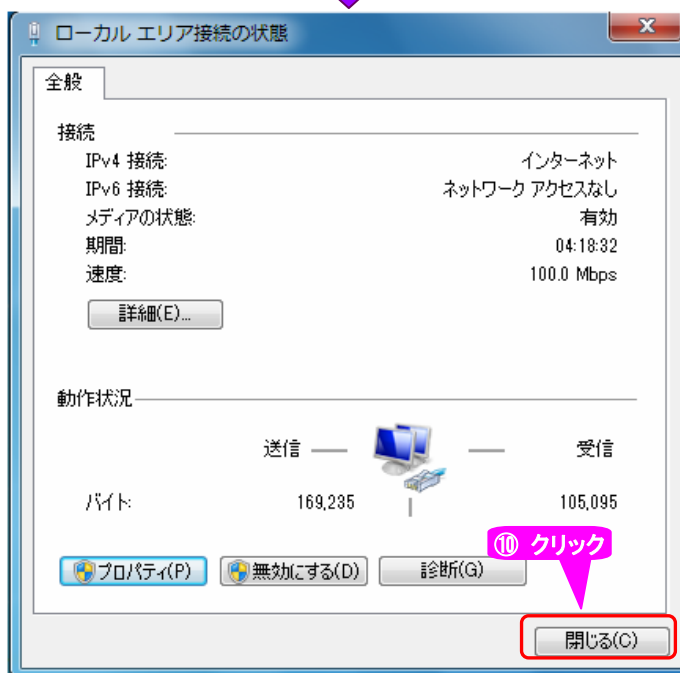 ローカル エリア接続の状態
全般
接続
IPv4 接続: インターネット
IPv6 接続: ネットワーク アクセスなし
メディアの状態: 有効
期間: 04:18:32
速度: 100.0 Mbps
詳細(E)...
動作状況
送信 受信
バイト: 169,235 105,095
⑩ クリック
プロパティ(P) 無効にする(D) 診断(G)
閉じる(C)